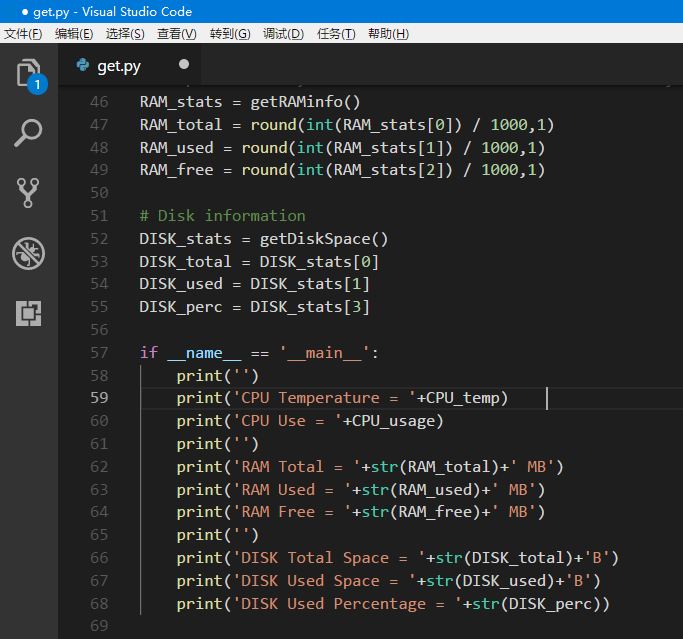 get.py - Visual Studio Code
文件(F) 编辑(E) 选择(S) 查看(V) 转到(G) 调试(D) 任务(T) 帮助(H)
get.py
1
46 RAM_stats = getRAMinfo()
47 RAM_total = round(int(RAM_stats[0]) / 1000,1)
48 RAM_used = round(int(RAM_stats[1]) / 1000,1)
49 RAM_free = round(int(RAM_stats[2]) / 1000,1)
50
51 # Disk information
52 DISK_stats = getDiskSpace()
53 DISK_total = DISK_stats[0]
54 DISK_used = DISK_stats[1]
55 DISK_perc = DISK_stats[3]
56
57 if __name__ == '__main__':
58     print('')
59     print('CPU Temperature = '+CPU_temp)
60     print('CPU Use = '+CPU_usage)
61     print('')
62     print('RAM Total = '+str(RAM_total)+' MB')
63     print('RAM Used = '+str(RAM_used)+' MB')
64     print('RAM Free = '+str(RAM_free)+' MB')
65     print('')
66     print('DISK Total Space = '+str(DISK_total)+'B')
67     print('DISK Used Space = '+str(DISK_used)+'B')
68     print('DISK Used Percentage = '+str(DISK_perc))
69